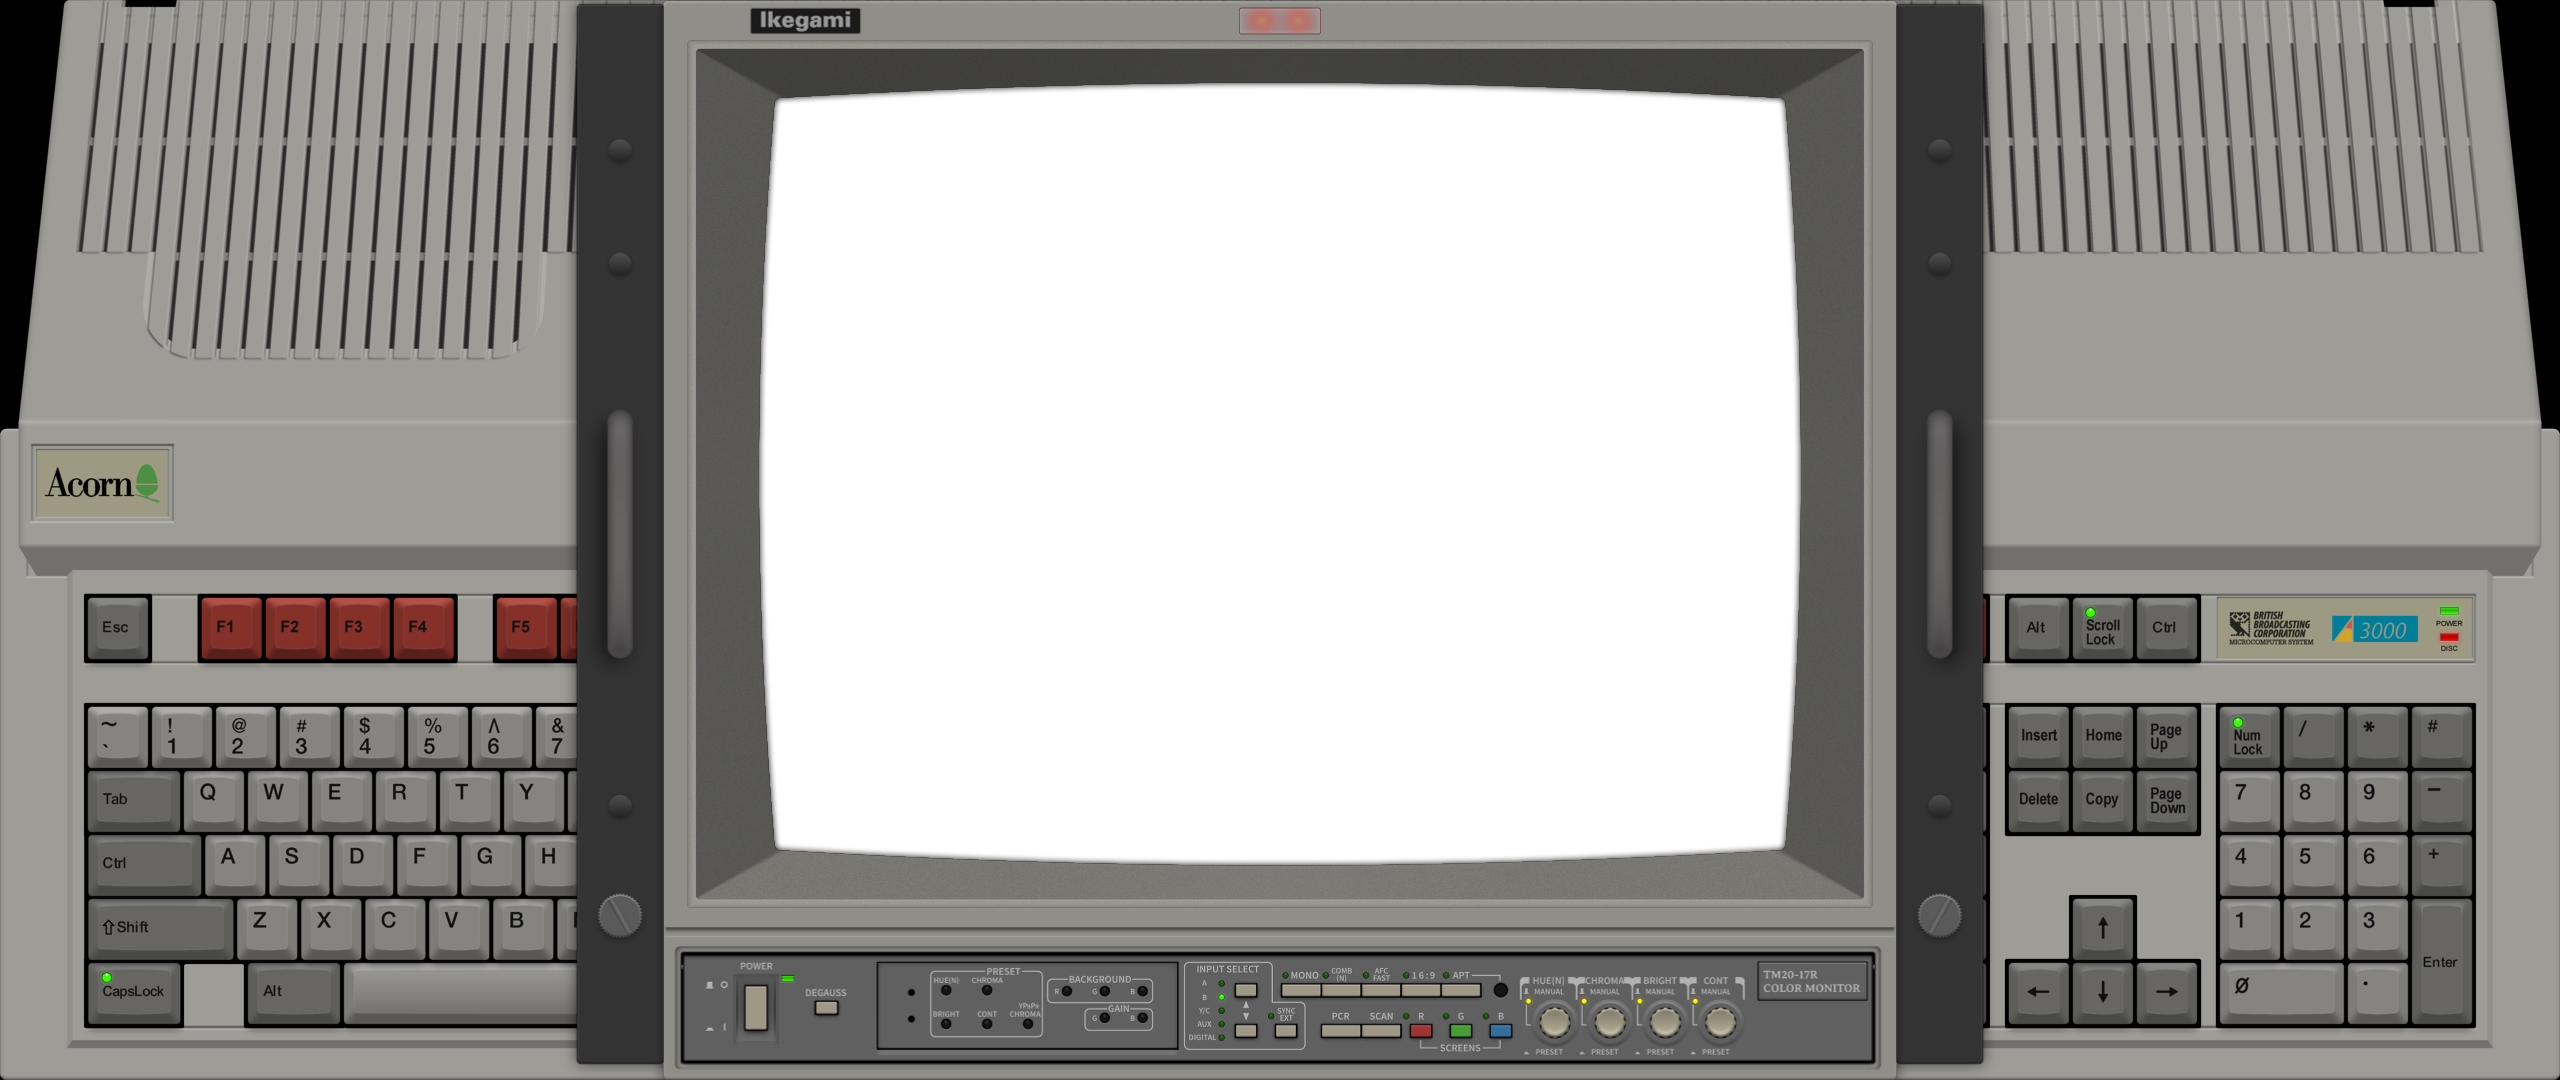 Ikegami
Acorn
Esc
F1
F2
F3
F4
F5
Alt
Scroll
Lock
Ctrl
BRITISH
BROADCASTING
CORPORATION
MICROCOMPUTER SYSTEM
3000
POWER
DISC
~
`
!
1
@
2
#
3
$
4
%
5
Λ
6
&
7
Insert
Home
Page
Up
Num
Lock
/
*
#
Tab
Q
W
E
R
T
Y
Delete
Copy
Page
Down
7
8
9
−
Ctrl
A
S
D
F
G
H
4
5
6
+
⇧Shift
Z
X
C
V
B
↑
1
2
3
Enter
CapsLock
Alt
←
↓
→
Ø
.
POWER
DEGAUSS
PRESET
HUE(N)
CHROMA
BRIGHT
CONT
YPBPR
CHROMA
BACKGROUND
R
G
B
GAIN
G
B
INPUT SELECT
A
B
Y/C
AUX
DIGITAL
SYNC
EXT
MONO
COMB
(N)
AFC
FAST
16:9
APT
PCR
SCAN
R
G
B
SCREENS
HUE(N)
MANUAL
PRESET
CHROMA
MANUAL
PRESET
BRIGHT
MANUAL
PRESET
CONT
MANUAL
PRESET
TM20-17R
COLOR MONITOR